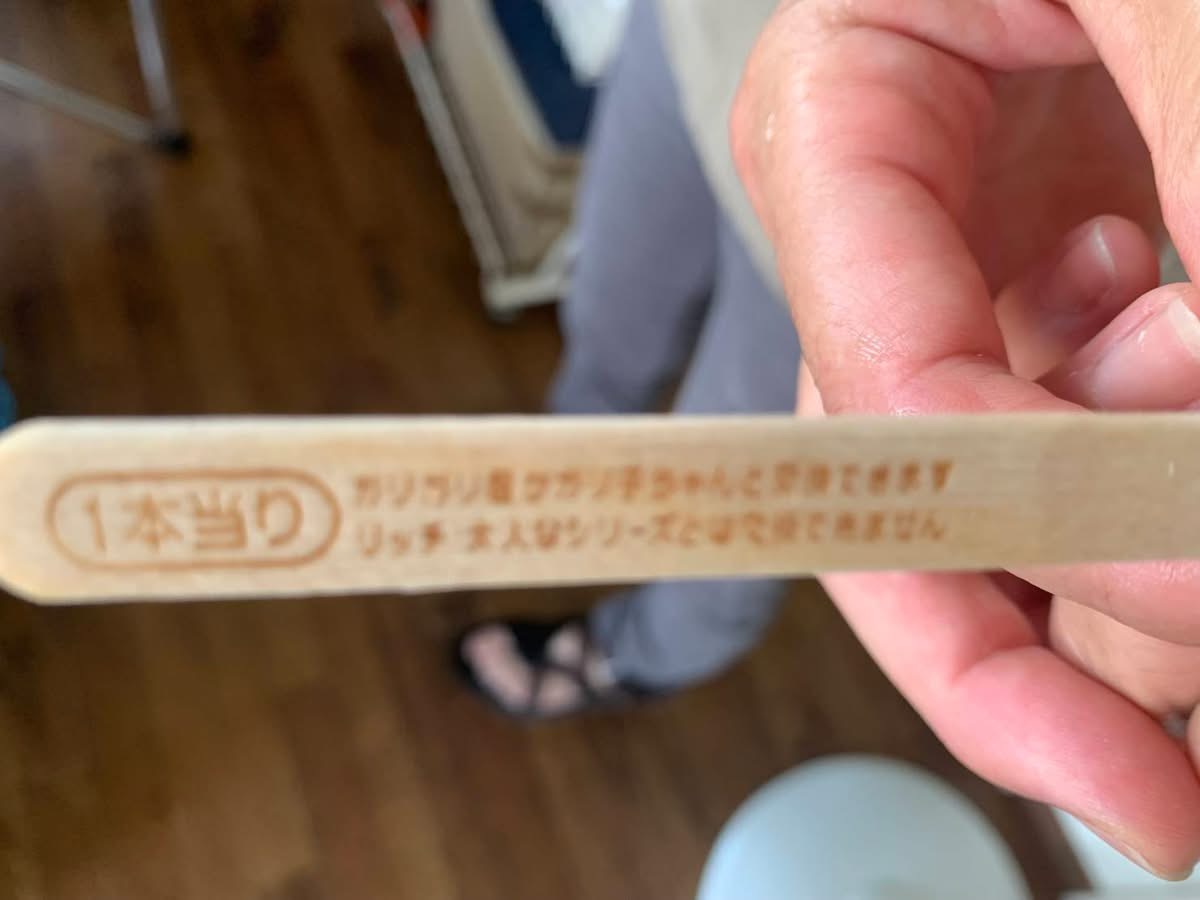 1本当り
ガリガリ君かガリ子ちゃんと交換できます
リッチ 大人なシリーズとは交換できません